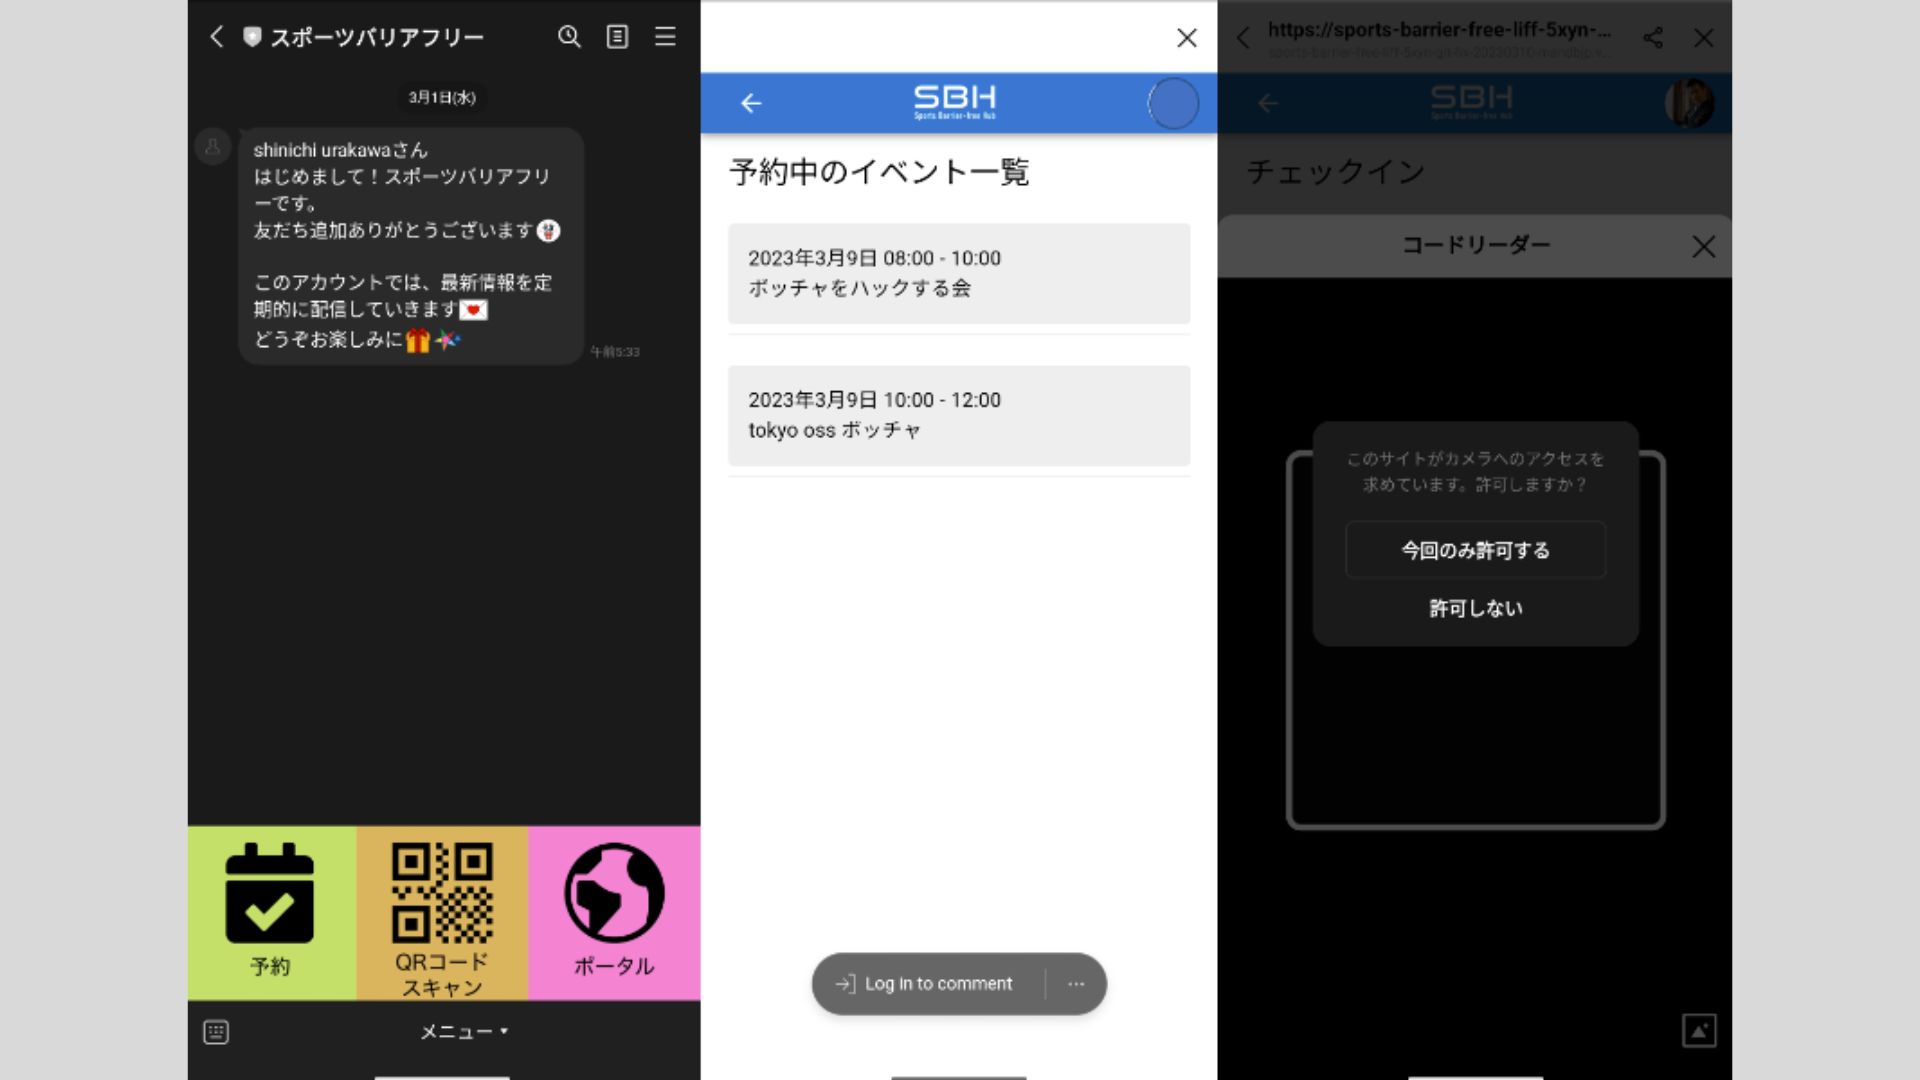 スポーツバリアフリー
3月1日(水)
shinichi urakawaさん
はじめまして！スポーツバリアフリ
ーです。
友だち追加ありがとうございます
このアカウントでは、最新情報を定
期的に配信していきます
どうぞお楽しみに
午前5:33
予約
QRコード
スキャン
ポータル
メニュー
SBH
Sports Barrier-free Hub
予約中のイベント一覧
2023年3月9日 08:00 - 10:00
ボッチャをハックする会
2023年3月9日 10:00 - 12:00
tokyo oss ボッチャ
Log in to comment
https://sports-barrier-free-liff-5xyn-...
SBH
Sports Barrier-free Hub
チェックイン
コードリーダー
このサイトがカメラへのアクセスを
求めています。許可しますか？
今回のみ許可する
許可しない